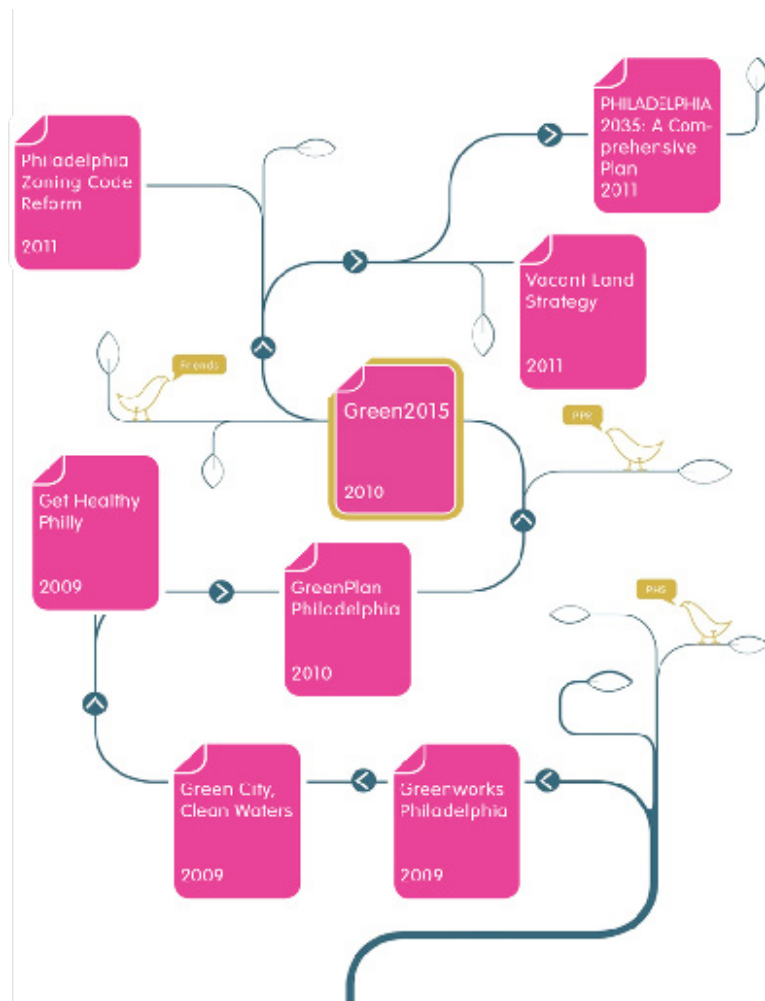 PHILADELPHIA
2035: A Com-
prehensive
Plan
2011
Philadelphia
Zoning Code
Reform
2011
Vacant Land
Strategy
2011
Friends
Green2015
2010
PPR
Get Healthy
Philly
2009
GreenPlan
Philadelphia
2010
PHS
Green City,
Clean Waters
2009
Greenworks
Philadelphia
2009